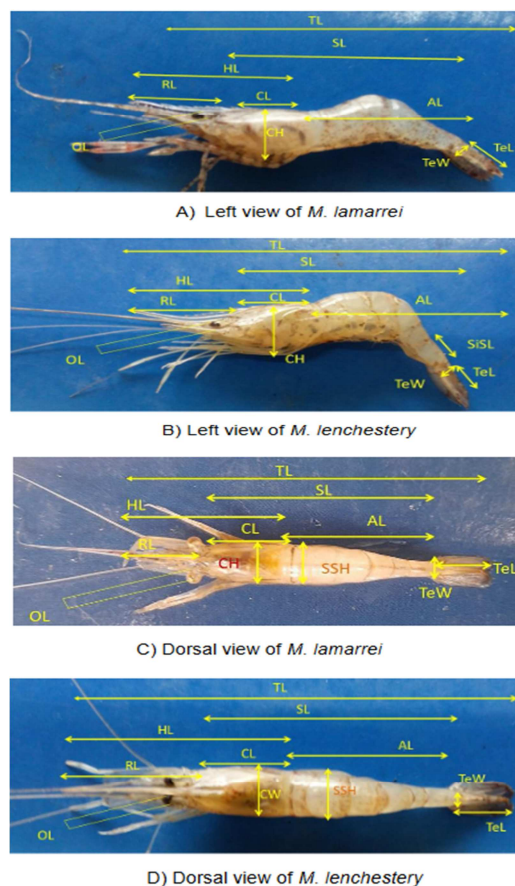 TL
SL
HL
RL
CL
AL
CH
OL
TeW
TeL
A) Left view of M. lamarrei
TL
SL
HL
RL
CL
AL
SiSL
OL
CH
TeW
TeL
B) Left view of M. lenchestery
TL
HL
SL
CL
AL
RL
CH
SSH
TeL
TeW
OL
C) Dorsal view of M. lamarrei
TL
SL
HL
CL
AL
RL
TeW
CW
SSH
OL
TeL
D) Dorsal view of M. lenchestery